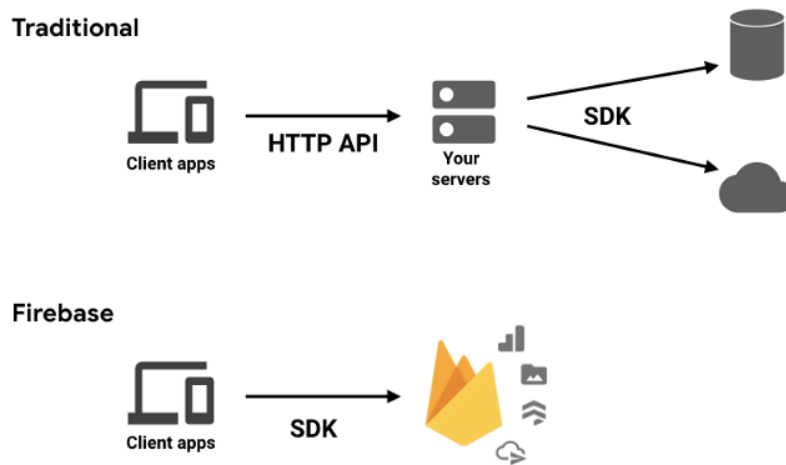 Traditional
Client apps
HTTP API
Your
servers
SDK
Firebase
Client apps
SDK